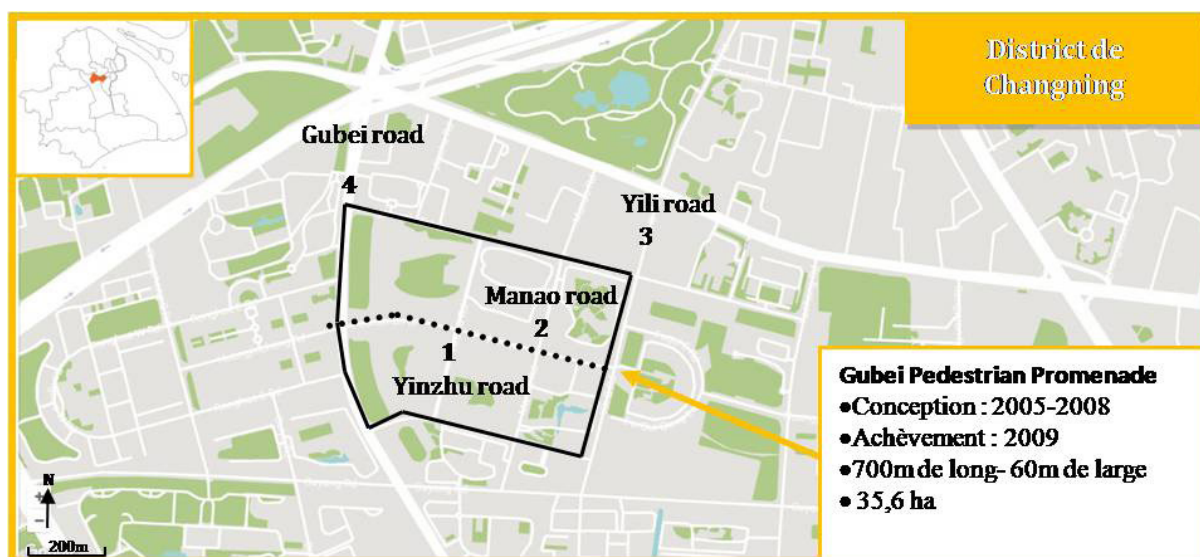 District de
Changning
Gubei road
4
Yili road
3
Manao road
2
1
Yinzhu road
Gubei Pedestrian Promenade
•Conception : 2005-2008
•Achèvement : 2009
•700m de long- 60m de large
• 35,6 ha
N
+
−
200m